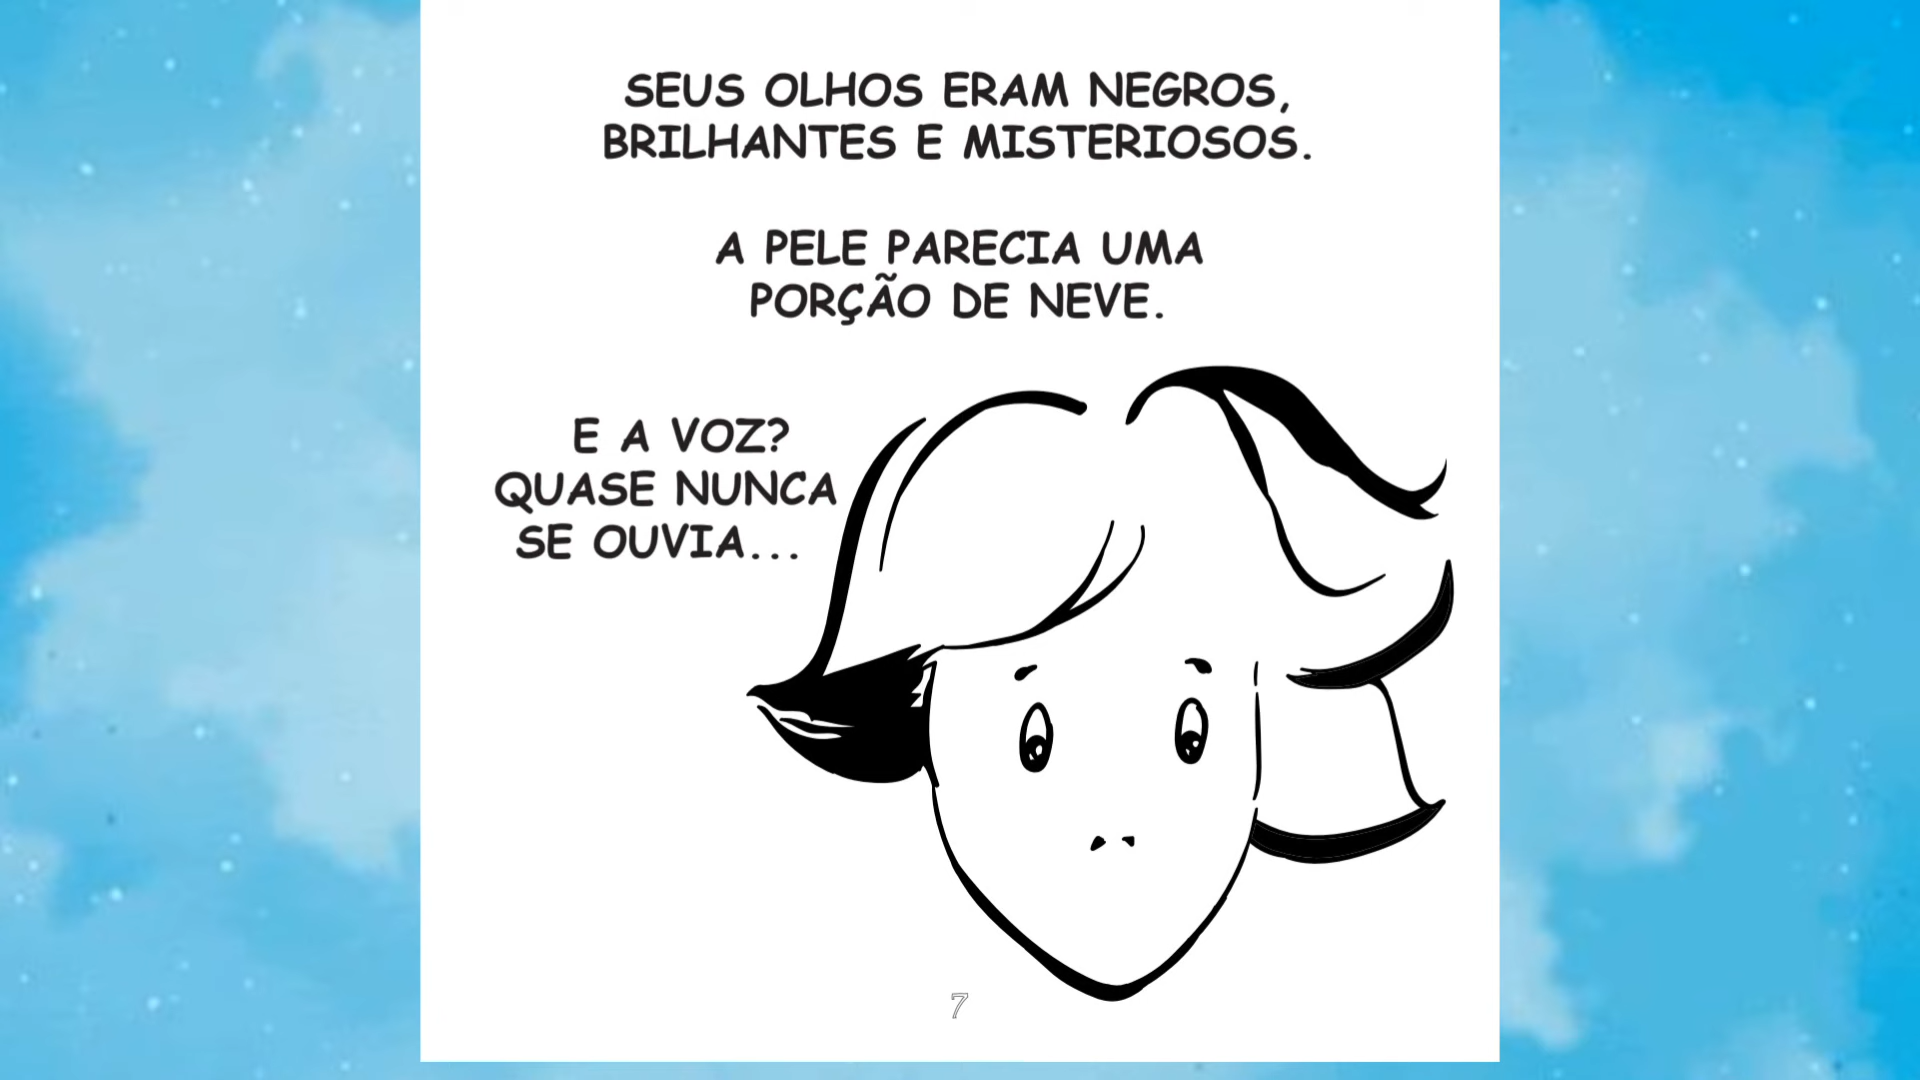 SEUS OLHOS ERAM NEGROS,
BRILHANTES E MISTERIOSOS.
A PELE PARECIA UMA
PORÇÃO DE NEVE.
E A VOZ?
QUASE NUNCA
SE OUVIA...
7